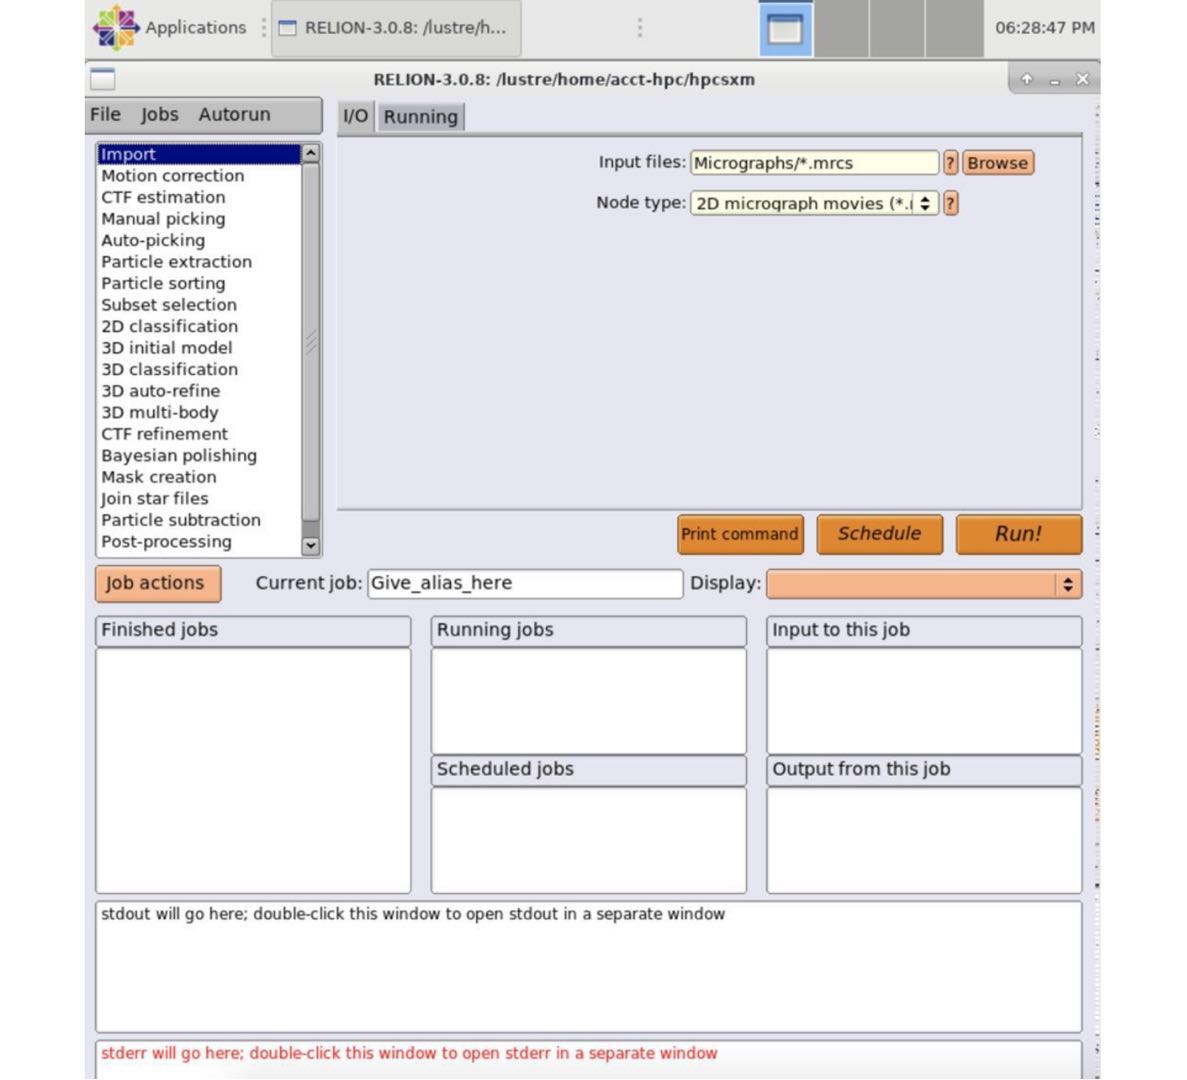 Applications
RELION-3.0.8: /lustre/h...
06:28:47 PM
RELION-3.0.8: /lustre/home/acct-hpc/hpcsxm
File Jobs Autorun
I/O Running
Import
Motion correction
CTF estimation
Manual picking
Auto-picking
Particle extraction
Particle sorting
Subset selection
2D classification
3D initial model
3D classification
3D auto-refine
3D multi-body
CTF refinement
Bayesian polishing
Mask creation
Join star files
Particle subtraction
Post-processing
Input files: Micrographs/*.mrcs ? Browse
Node type: 2D micrograph movies (*. ?
Print command Schedule Run!
Job actions Current job: Give_alias_here Display:
Finished jobs
Running jobs
Input to this job
Scheduled jobs
Output from this job
stdout will go here; double-click this window to open stdout in a separate window
stderr will go here; double-click this window to open stderr in a separate window